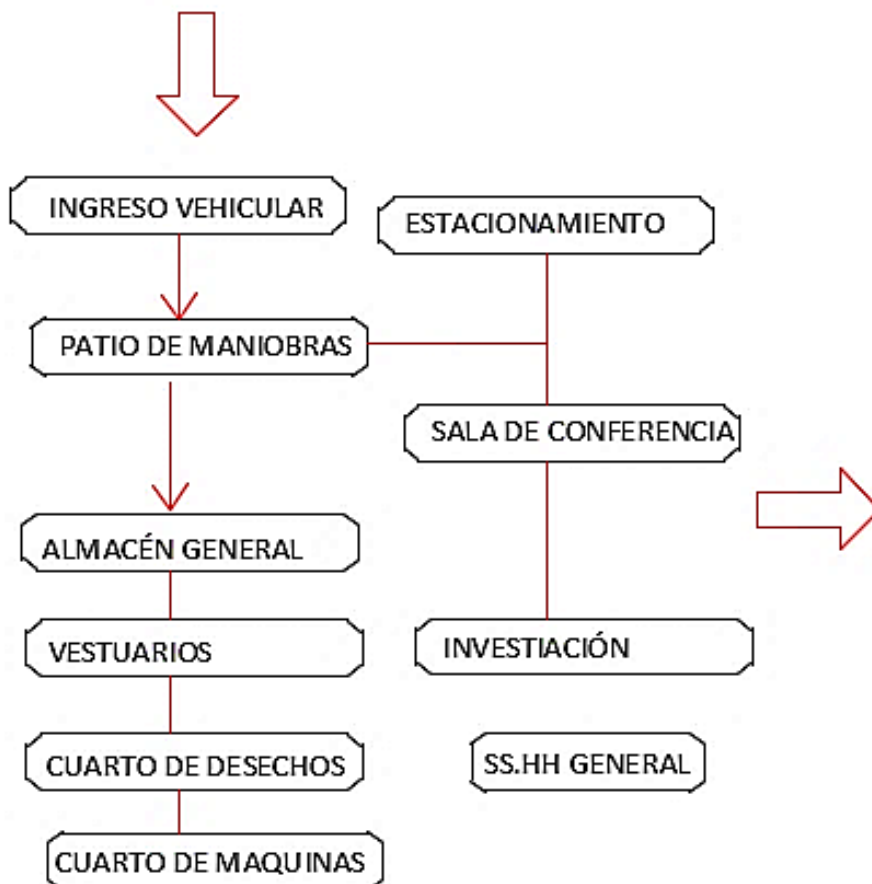 INGRESO VEHICULAR
ESTACIONAMIENTO
PATIO DE MANIOBRAS
SALA DE CONFERENCIA
ALMACÉN GENERAL
VESTUARIOS
INVESTIACIÓN
CUARTO DE DESECHOS
SS.HH GENERAL
CUARTO DE MAQUINAS